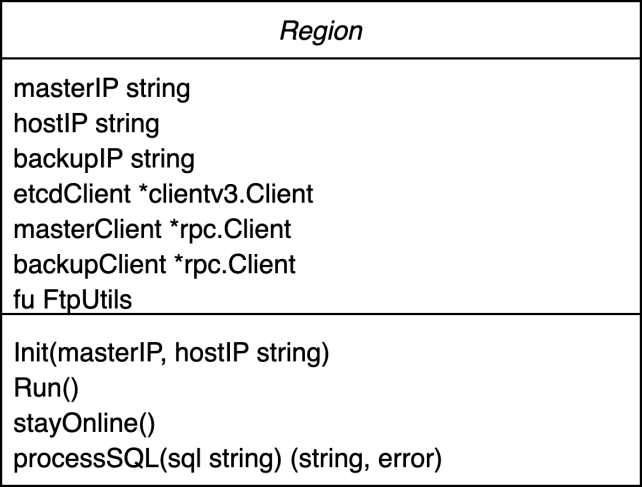 Region
masterIP string
hostIP string
backupIP string
etcdClient *clientv3.Client
masterClient *rpc.Client
backupClient *rpc.Client
fu FtpUtils
Init(masterIP, hostIP string)
Run()
stayOnline()
processSQL(sql string) (string, error)